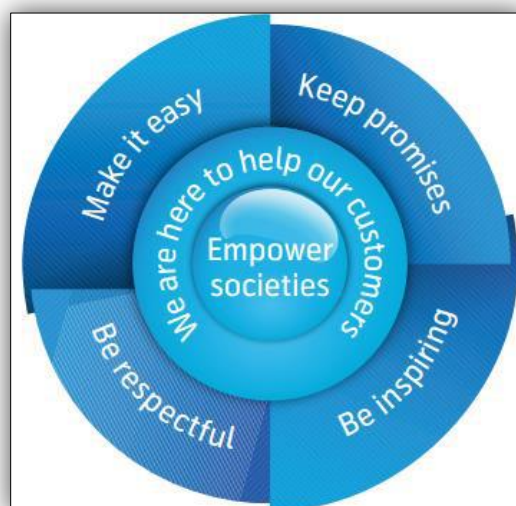 Make it easy
Keep promises
We are here to help our customers
Empower
societies
Be respectful
Be inspiring